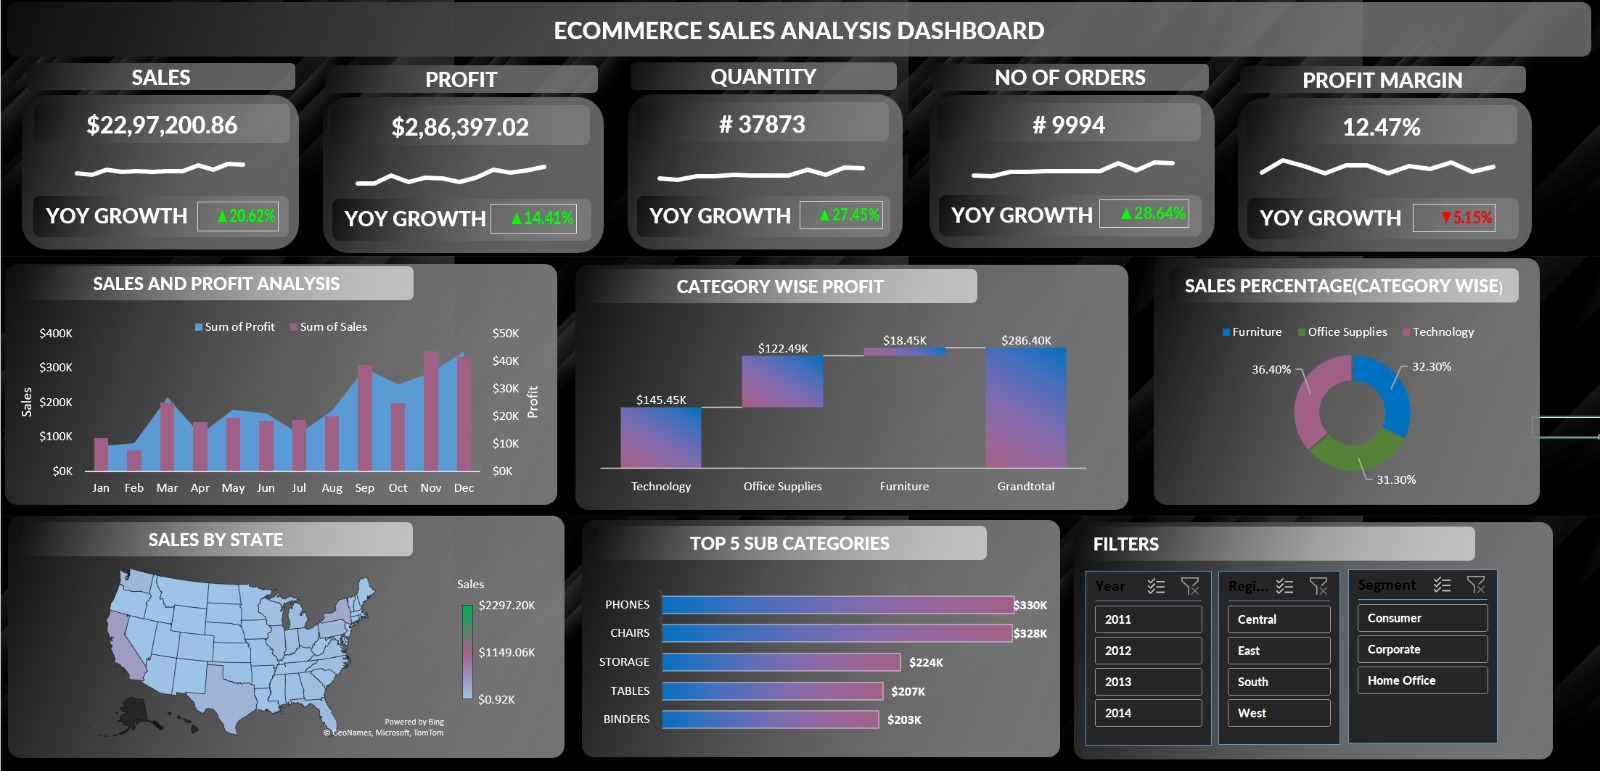 ECOMMERCE SALES ANALYSIS DASHBOARD
SALES
$22,97,200.86
YOY GROWTH ▲20.62%
PROFIT
$2,86,397.02
YOY GROWTH ▲14.41%
QUANTITY
# 37873
YOY GROWTH ▲27.45%
NO OF ORDERS
# 9994
YOY GROWTH ▲28.64%
PROFIT MARGIN
12.47%
YOY GROWTH ▼5.15%
SALES AND PROFIT ANALYSIS
Sum of Profit Sum of Sales
Sales
$400K
$300K
$200K
$100K
$0K
$50K
$40K
$30K
$20K
$10K
$0K
Profit
Jan Feb Mar Apr May Jun Jul Aug Sep Oct Nov Dec
CATEGORY WISE PROFIT
$145.45K
$122.49K
$18.45K
$286.40K
Technology Office Supplies Furniture Grandtotal
SALES PERCENTAGE(CATEGORY WISE)
Furniture Office Supplies Technology
36.40%
32.30%
31.30%
SALES BY STATE
Sales
$2297.20K
$1149.06K
$0.92K
Powered by Bing
© GeoNames, Microsoft, TomTom
TOP 5 SUB CATEGORIES
PHONES $330K
CHAIRS $328K
STORAGE $224K
TABLES $207K
BINDERS $203K
FILTERS
Year
2011
2012
2013
2014
Regi...
Central
East
South
West
Segment
Consumer
Corporate
Home Office